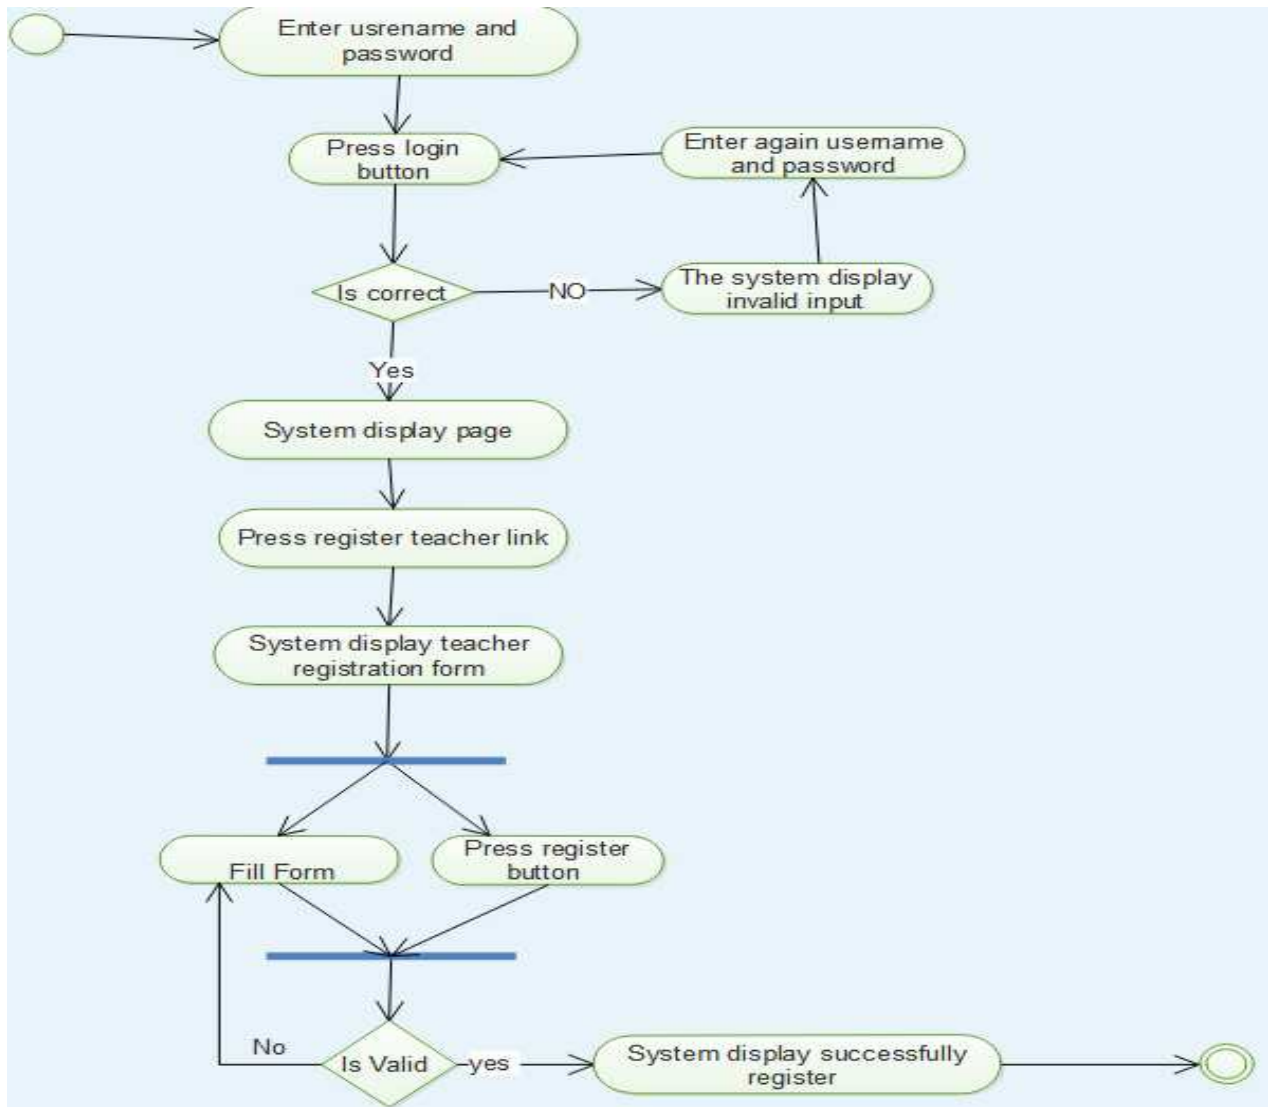 Enter usrename and
password
Press login
button
Enter again username
and password
Is correct
NO
The system display
invalid input
Yes
System display page
Press register teacher link
System display teacher
registration form
Fill Form
Press register
button
No
Is Valid
yes
System display successfully
register